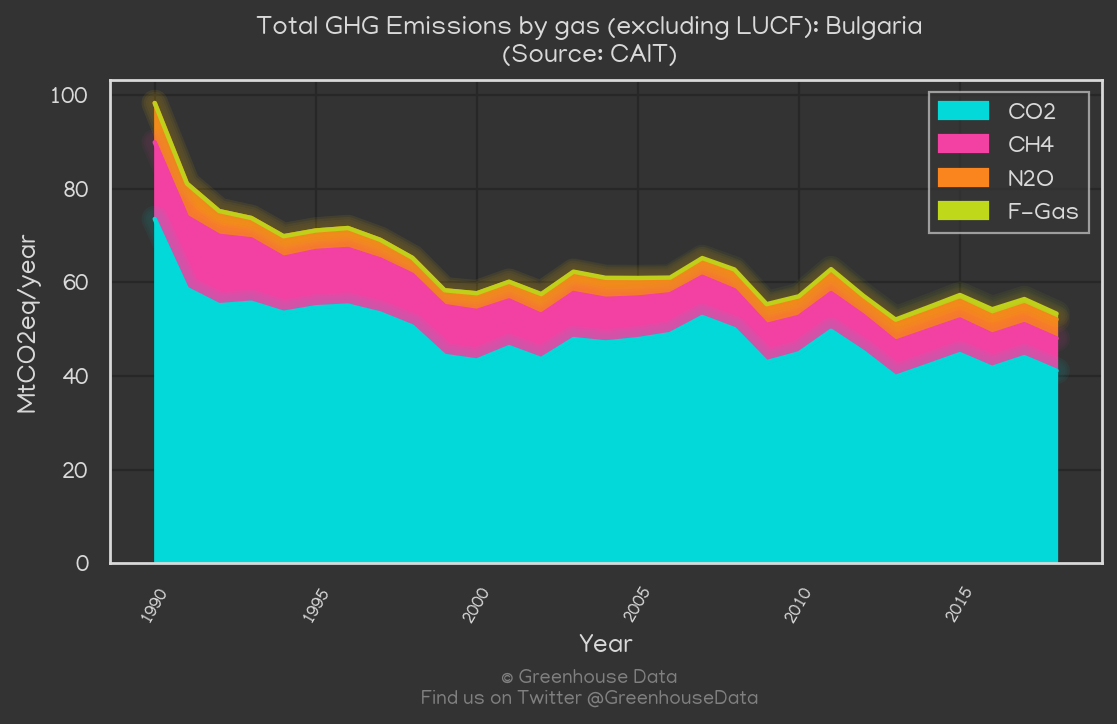 Total GHG Emissions by gas (excluding LUCF): Bulgaria
(Source: CAIT)
CO2
CH4
N2O
F-Gas
MtCO2eq/year
100
80
60
40
20
0
1990
1995
2000
2005
2010
2015
Year
© Greenhouse Data
Find us on Twitter @GreenhouseData